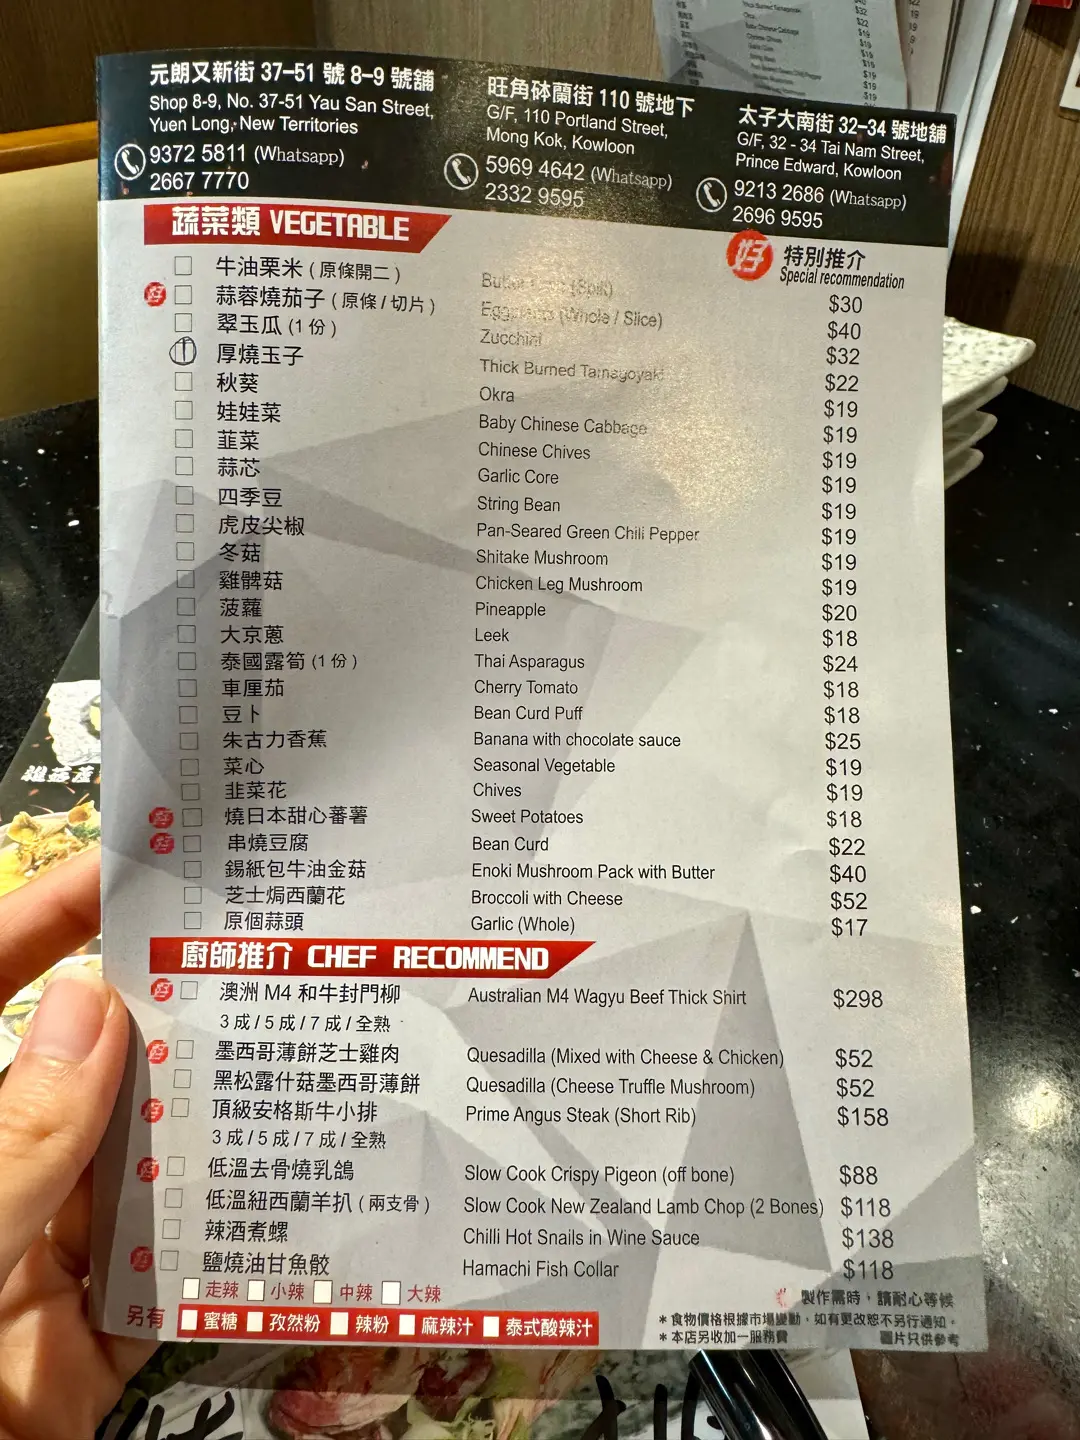 元朗又新街 37–51 號 8–9 號舖
Shop 8-9, No. 37-51 Yau San Street,
Yuen Long, New Territories
9372 5811 (Whatsapp)
2667 7770
旺角砵蘭街 110 號地下
G/F, 110 Portland Street,
Mong Kok, Kowloon
5969 4642 (Whatsapp)
2332 9595
太子大南街 32–34 號地舖
G/F, 32 - 34 Tai Nam Street,
Prince Edward, Kowloon
9213 2686 (Whatsapp)
2696 9595
蔬菜類 VEGETABLE
好 特別推介
Special recommendation
牛油粟米 ( 原條開二 ) (Split) $30
好 蒜蓉燒茄子 ( 原條 / 切片 ) Eggplants (Whole / Slice) $40
翠玉瓜 (1 份 ) Zucchini $32
厚燒玉子 Thick Burned Tamagoyaki $22
秋葵 Okra $19
娃娃菜 Baby Chinese Cabbage $19
韮菜 Chinese Chives $19
蒜芯 Garlic Core $19
四季豆 String Bean $19
虎皮尖椒 Pan-Seared Green Chili Pepper $19
冬菇 Shitake Mushroom $19
雞髀菇 Chicken Leg Mushroom $19
菠蘿 Pineapple $20
大京蔥 Leek $18
泰國露筍 (1 份 ) Thai Asparagus $24
車厘茄 Cherry Tomato $18
豆卜 Bean Curd Puff $18
朱古力香蕉 Banana with chocolate sauce $25
菜心 Seasonal Vegetable $19
韭菜花 Chives $19
好 燒日本甜心蕃薯 Sweet Potatoes $18
好 串燒豆腐 Bean Curd $22
錫紙包牛油金菇 Enoki Mushroom Pack with Butter $40
芝士焗西蘭花 Broccoli with Cheese $52
原個蒜頭 Garlic (Whole) $17
廚師推介 CHEF RECOMMEND
好 澳洲 M4 和牛封門柳 Australian M4 Wagyu Beef Thick Shirt $298
3 成 / 5 成 / 7 成 / 全熟
好 墨西哥薄餅芝士雞肉 Quesadilla (Mixed with Cheese & Chicken) $52
黑松露什菇墨西哥薄餅 Quesadilla (Cheese Truffle Mushroom) $52
好 頂級安格斯牛小排 Prime Angus Steak (Short Rib) $158
3 成 / 5 成 / 7 成 / 全熟
好 低溫去骨燒乳鴿 Slow Cook Crispy Pigeon (off bone) $88
低溫紐西蘭羊扒 ( 兩支骨 ) Slow Cook New Zealand Lamb Chop (2 Bones) $118
辣酒煮螺 Chilli Hot Snails in Wine Sauce $138
好 鹽燒油甘魚骹 Hamachi Fish Collar $118
走辣 小辣 中辣 大辣
另有 蜜糖 孜然粉 辣粉 麻辣汁 泰式酸辣汁
製作需時，請耐心等候
＊食物價格根據市場變動，如有更改恕不另行通知。
＊本店另收加一服務費 圖片只供參考